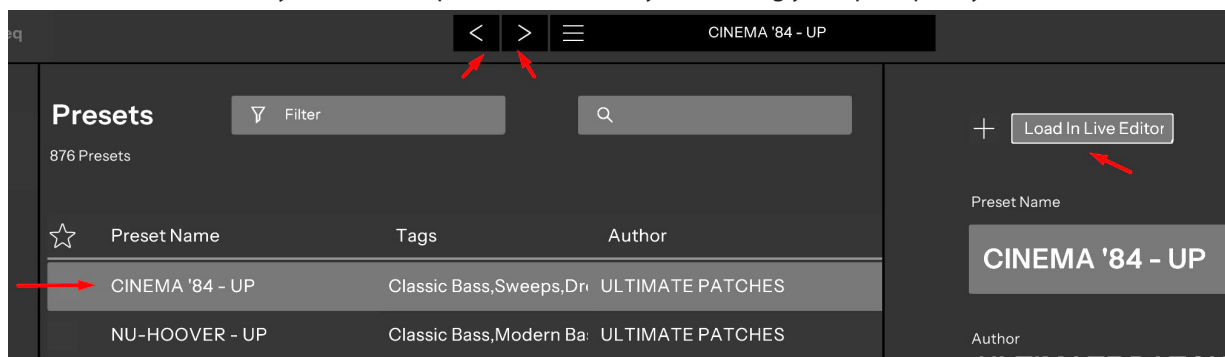 eq
< > CINEMA '84 - UP
Presets
Filter
876 Presets
+ Load In Live Editor
Preset Name
Preset Name Tags Author
CINEMA '84 - UP
CINEMA '84 - UP Classic Bass,Sweeps,Dr ULTIMATE PATCHES
NU-HOOVER - UP Classic Bass,Modern Ba ULTIMATE PATCHES
Author